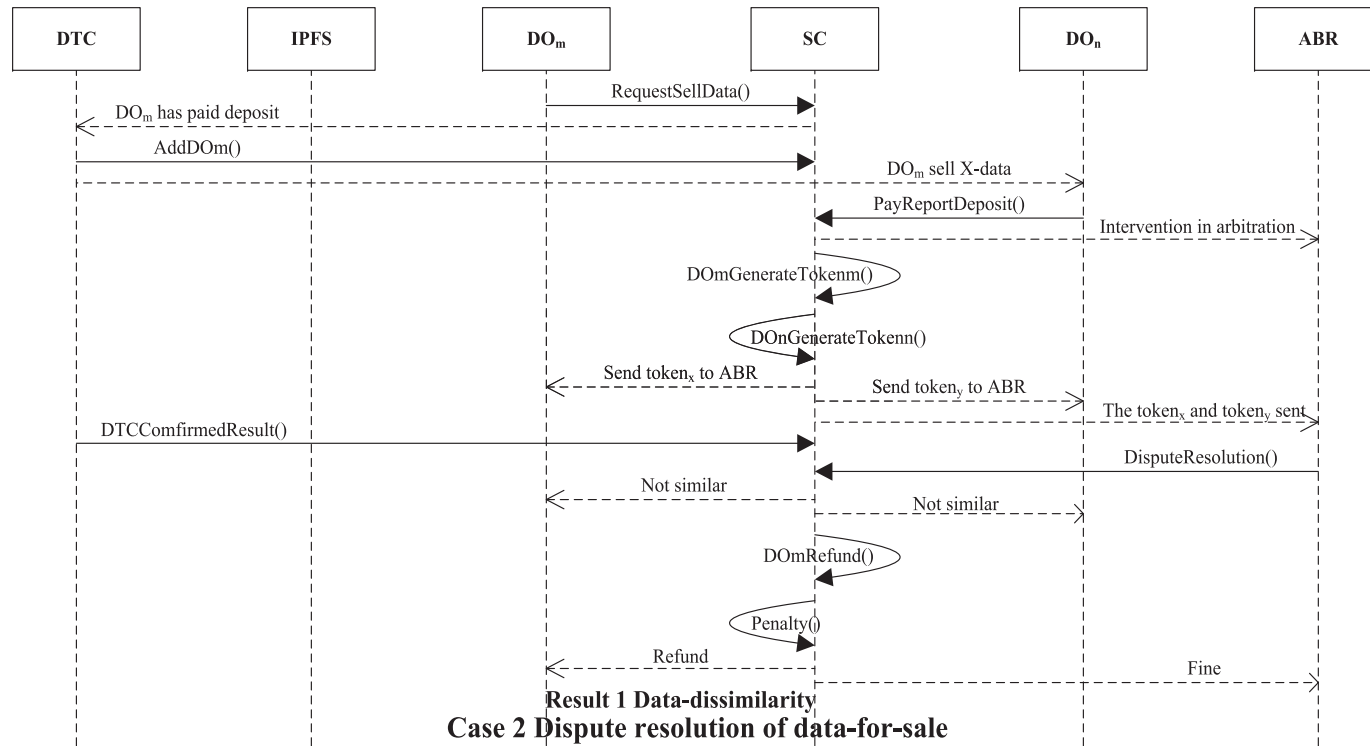 DTC
IPFS
DOm
SC
DOn
ABR
RequestSellData()
DOm has paid deposit
AddDOm()
DOm sell X-data
PayReportDeposit()
Intervention in arbitration
DOmGenerateTokenm()
DOnGenerateTokenn()
Send tokenx to ABR
Send tokeny to ABR
The tokenx and tokeny sent
DTCComfirmedResult()
DisputeResolution()
Not similar
Not similar
DOmRefund()
Penalty()
Refund
Fine
Result 1 Data-dissimilarity
Case 2 Dispute resolution of data-for-sale